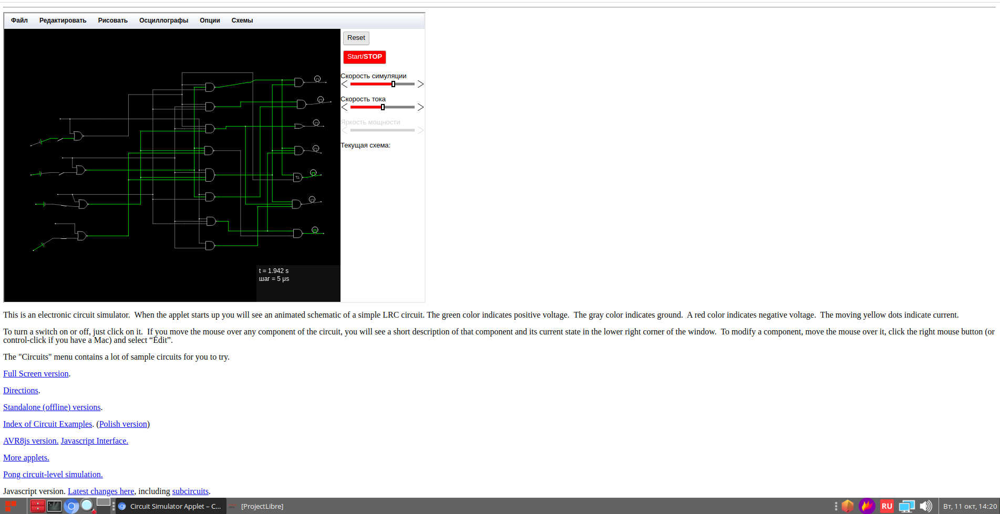 Файл Редактировать Рисовать Осциллографы Опции Схемы
Reset
Start/STOP
Скорость симуляции
Скорость тока
Яркость мощности
Текущая схема:
t = 1.942 s
шаг = 5 μs
This is an electronic circuit simulator.  When the applet starts up you will see an animated schematic of a simple LRC circuit. The green color indicates positive voltage.  The gray color indicates ground.  A red color indicates negative voltage.  The moving yellow dots indicate current.
To turn a switch on or off, just click on it.  If you move the mouse over any component of the circuit, you will see a short description of that component and its current state in the lower right corner of the window.  To modify a component, move the mouse over it, click the right mouse button (or
control-click if you have a Mac) and select “Edit”.
The "Circuits" menu contains a lot of sample circuits for you to try.
Full Screen version.
Directions.
Standalone (offline) versions.
Index of Circuit Examples. (Polish version)
AVR8js version. Javascript Interface.
More applets.
Pong circuit-level simulation.
Javascript version. Latest changes here, including subcircuits.
Circuit Simulator Applet – C... [ProjectLibre] RU Вт, 11 окт, 14:20